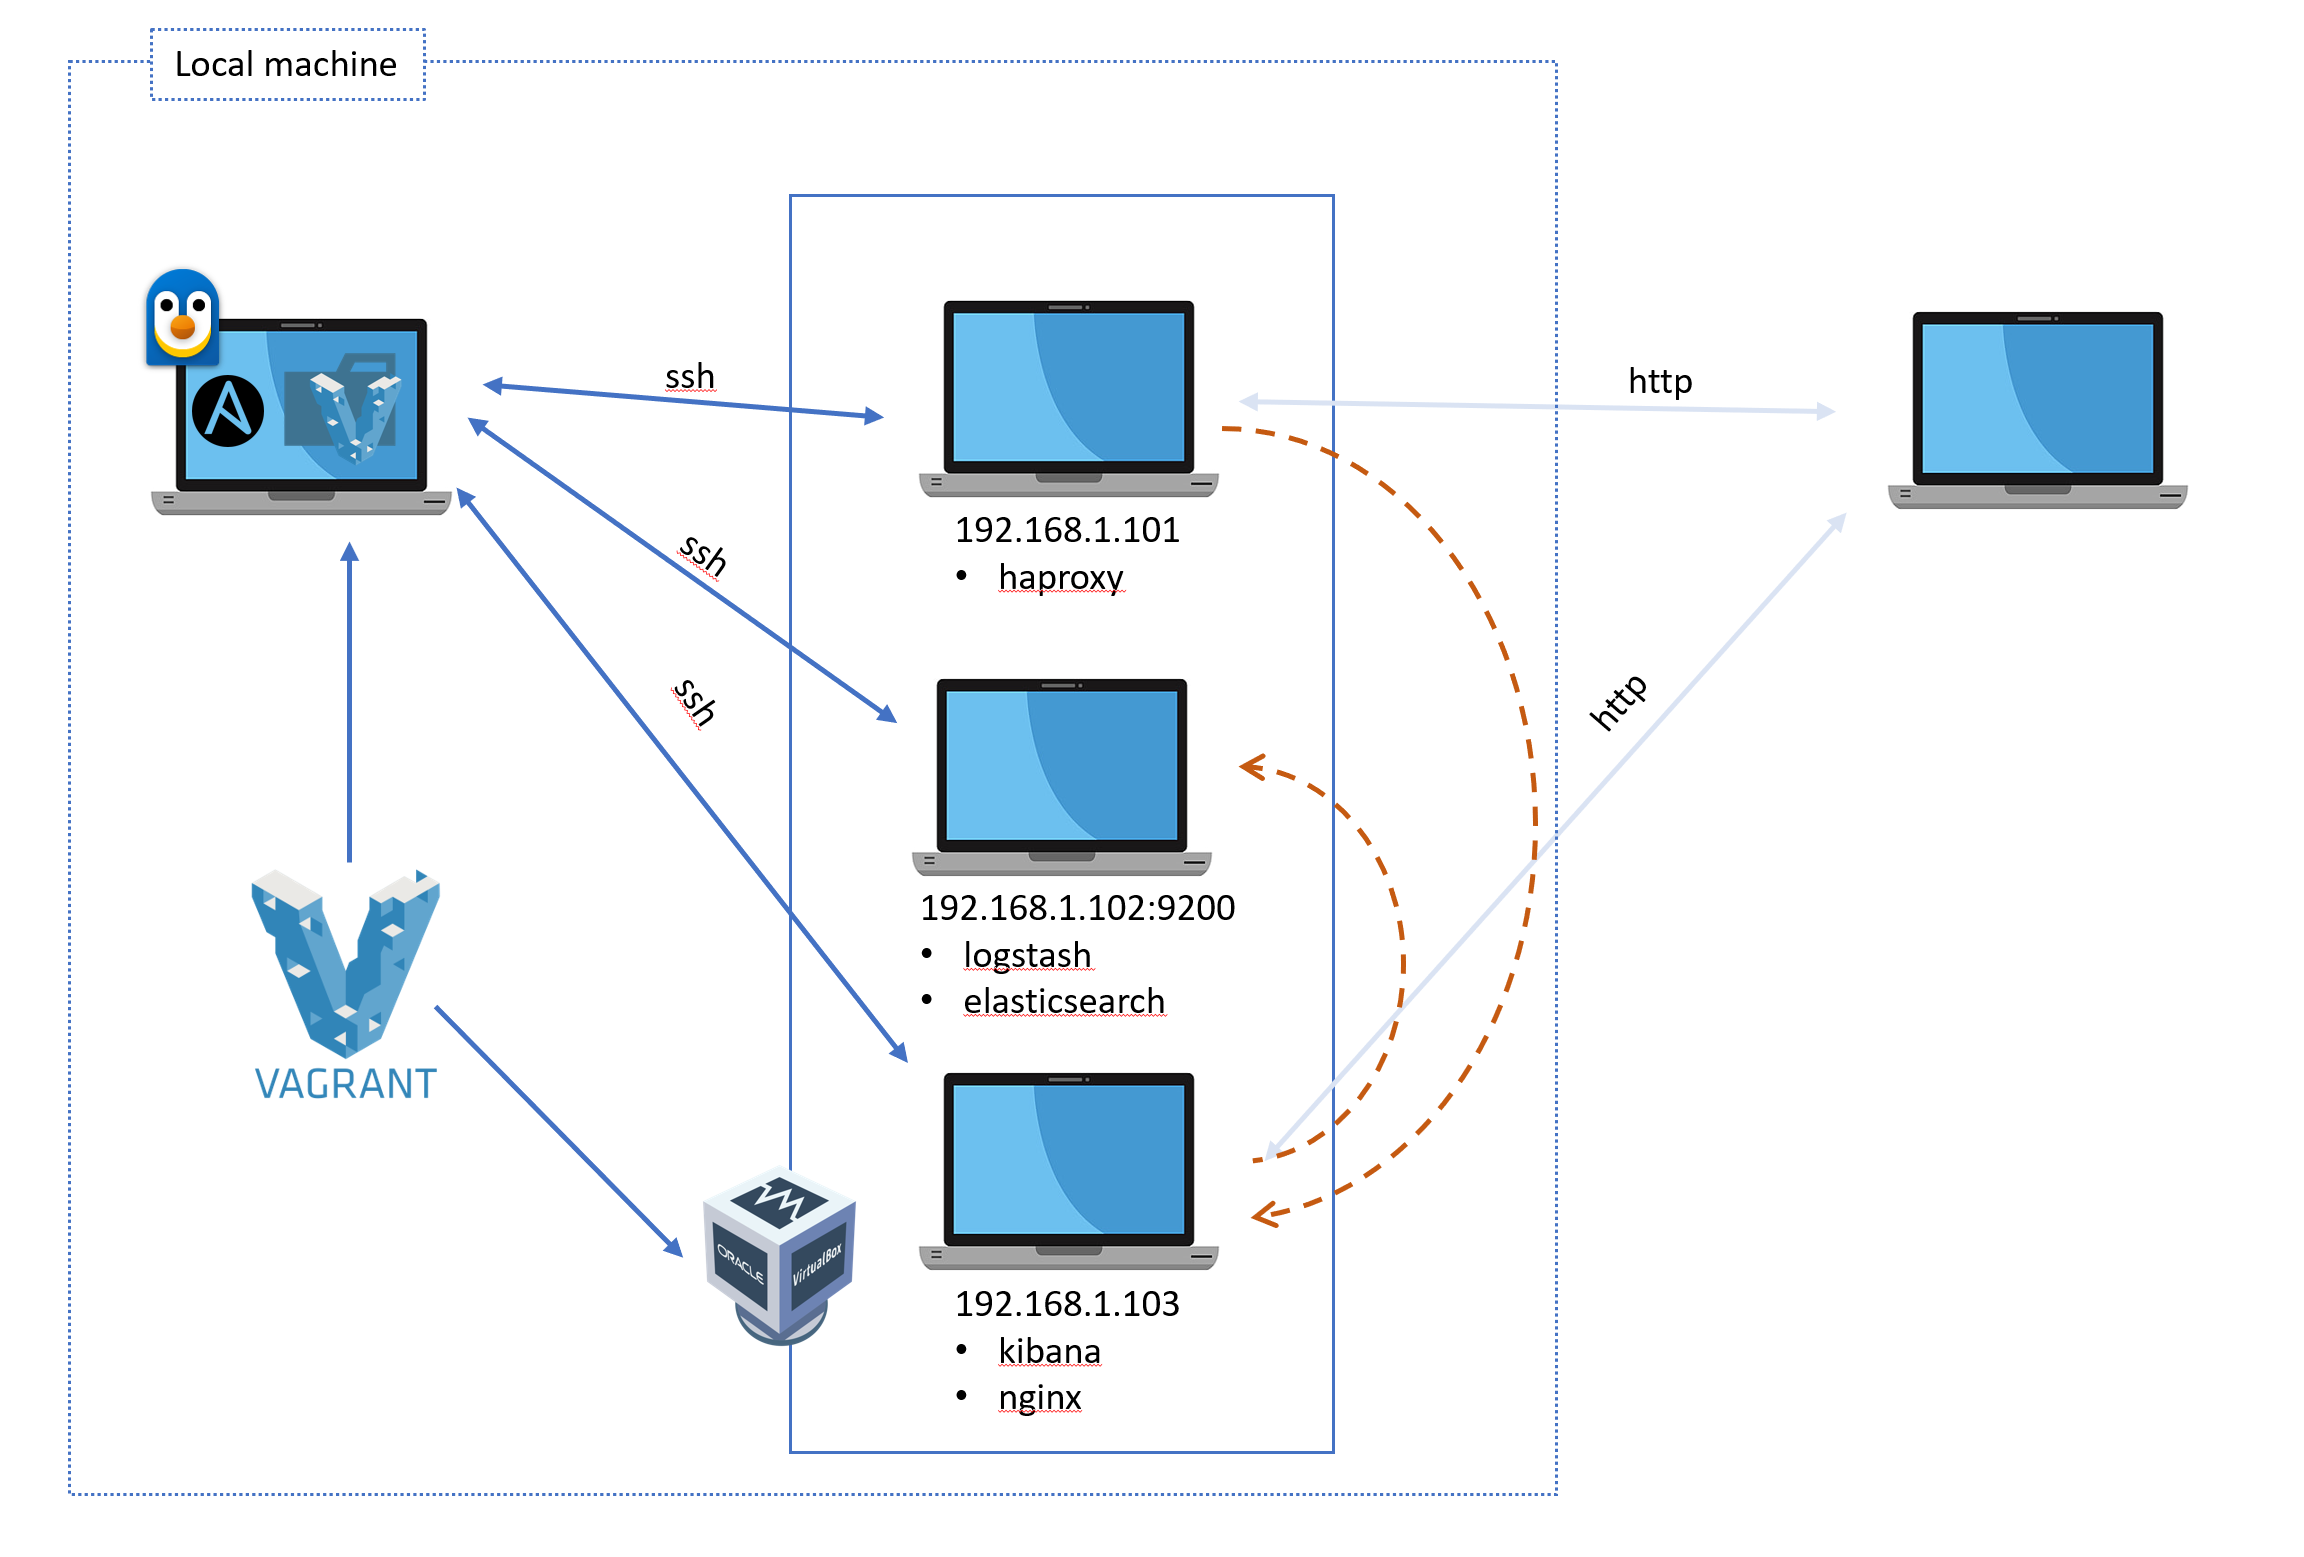 Local machine
ssh
http
192.168.1.101
• haproxy
ssh
ssh
http
192.168.1.102:9200
• logstash
• elasticsearch
VAGRANT
ORACLE
VirtualBox
192.168.1.103
• kibana
• nginx